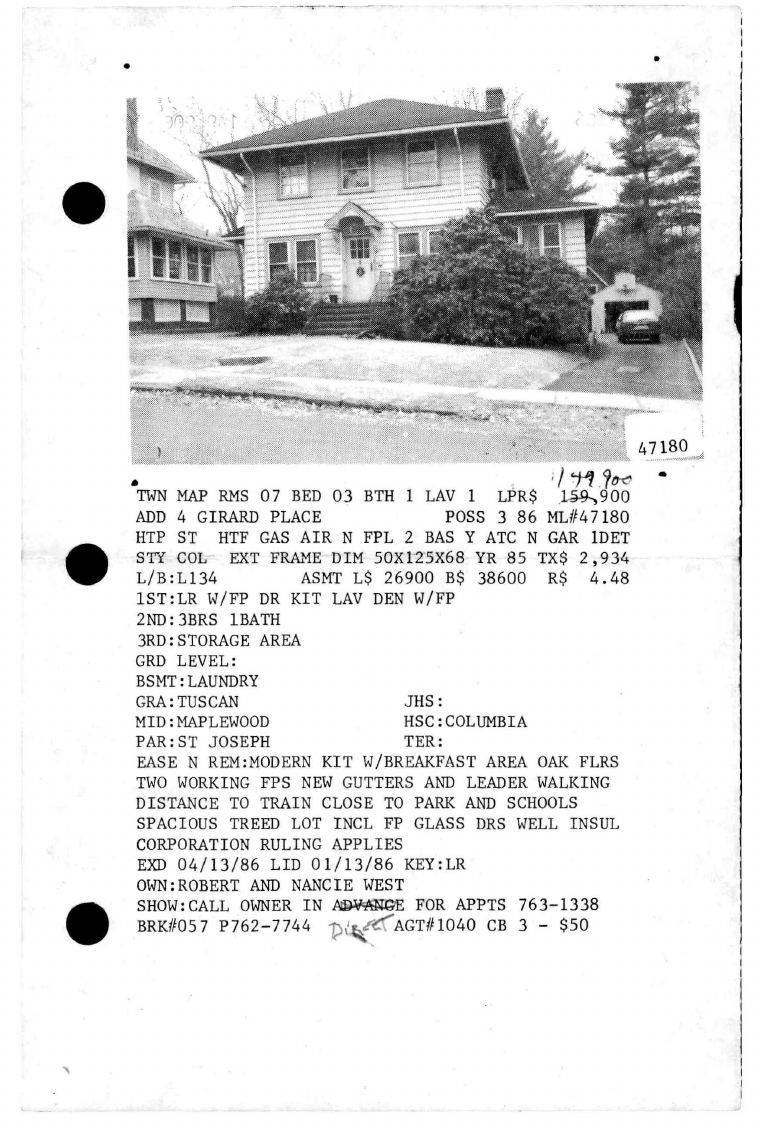 47180
149,900
TWN MAP RMS 07 BED 03 BTH 1 LAV 1 LPR$ 159,900
ADD 4 GIRARD PLACE POSS 3 86 ML#47180
HTP ST HTF GAS AIR N FPL 2 BAS Y ATC N GAR 1DET
STY COL EXT FRAME DIM 50X125X68 YR 85 TX$ 2,934
L/B:L134 ASMT L$ 26900 B$ 38600 R$ 4.48
1ST:LR W/FP DR KIT LAV DEN W/FP
2ND:3BRS 1BATH
3RD:STORAGE AREA
GRD LEVEL:
BSMT:LAUNDRY
GRA:TUSCAN JHS:
MID:MAPLEWOOD HSC:COLUMBIA
PAR:ST JOSEPH TER:
EASE N REM:MODERN KIT W/BREAKFAST AREA OAK FLRS
TWO WORKING FPS NEW GUTTERS AND LEADER WALKING
DISTANCE TO TRAIN CLOSE TO PARK AND SCHOOLS
SPACIOUS TREED LOT INCL FP GLASS DRS WELL INSUL
CORPORATION RULING APPLIES
EXD 04/13/86 LID 01/13/86 KEY:LR
OWN:ROBERT AND NANCIE WEST
SHOW:CALL OWNER IN ADVANCE FOR APPTS 763-1338
BRK#057 P762-7744 AGT#1040 CB 3 - $50